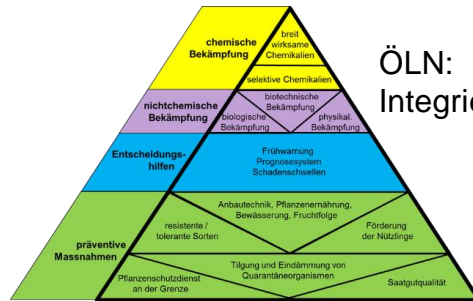 chemische
Bekämpfung
breit
wirksame
Chemikalien
selektive Chemikalien
ÖLN:
nichtchemische
Bekämpfung
biotechnische
Bekämpfung
biologische
Bekämpfung
physikal.
Bekämpfung
Entscheidungs-
hilfen
Frühwarnung
Prognosesystem
Schadenschwellen
präventive
Massnahmen
Anbautechnik, Pflanzenernährung,
Bewässerung, Fruchtfolge
resistente /
tolerante Sorten
Förderung
der Nützlinge
Tilgung und Eindämmung von
Quarantäneorganismen
Pflanzenschutzdienst
an der Grenze
Saatgutqualität